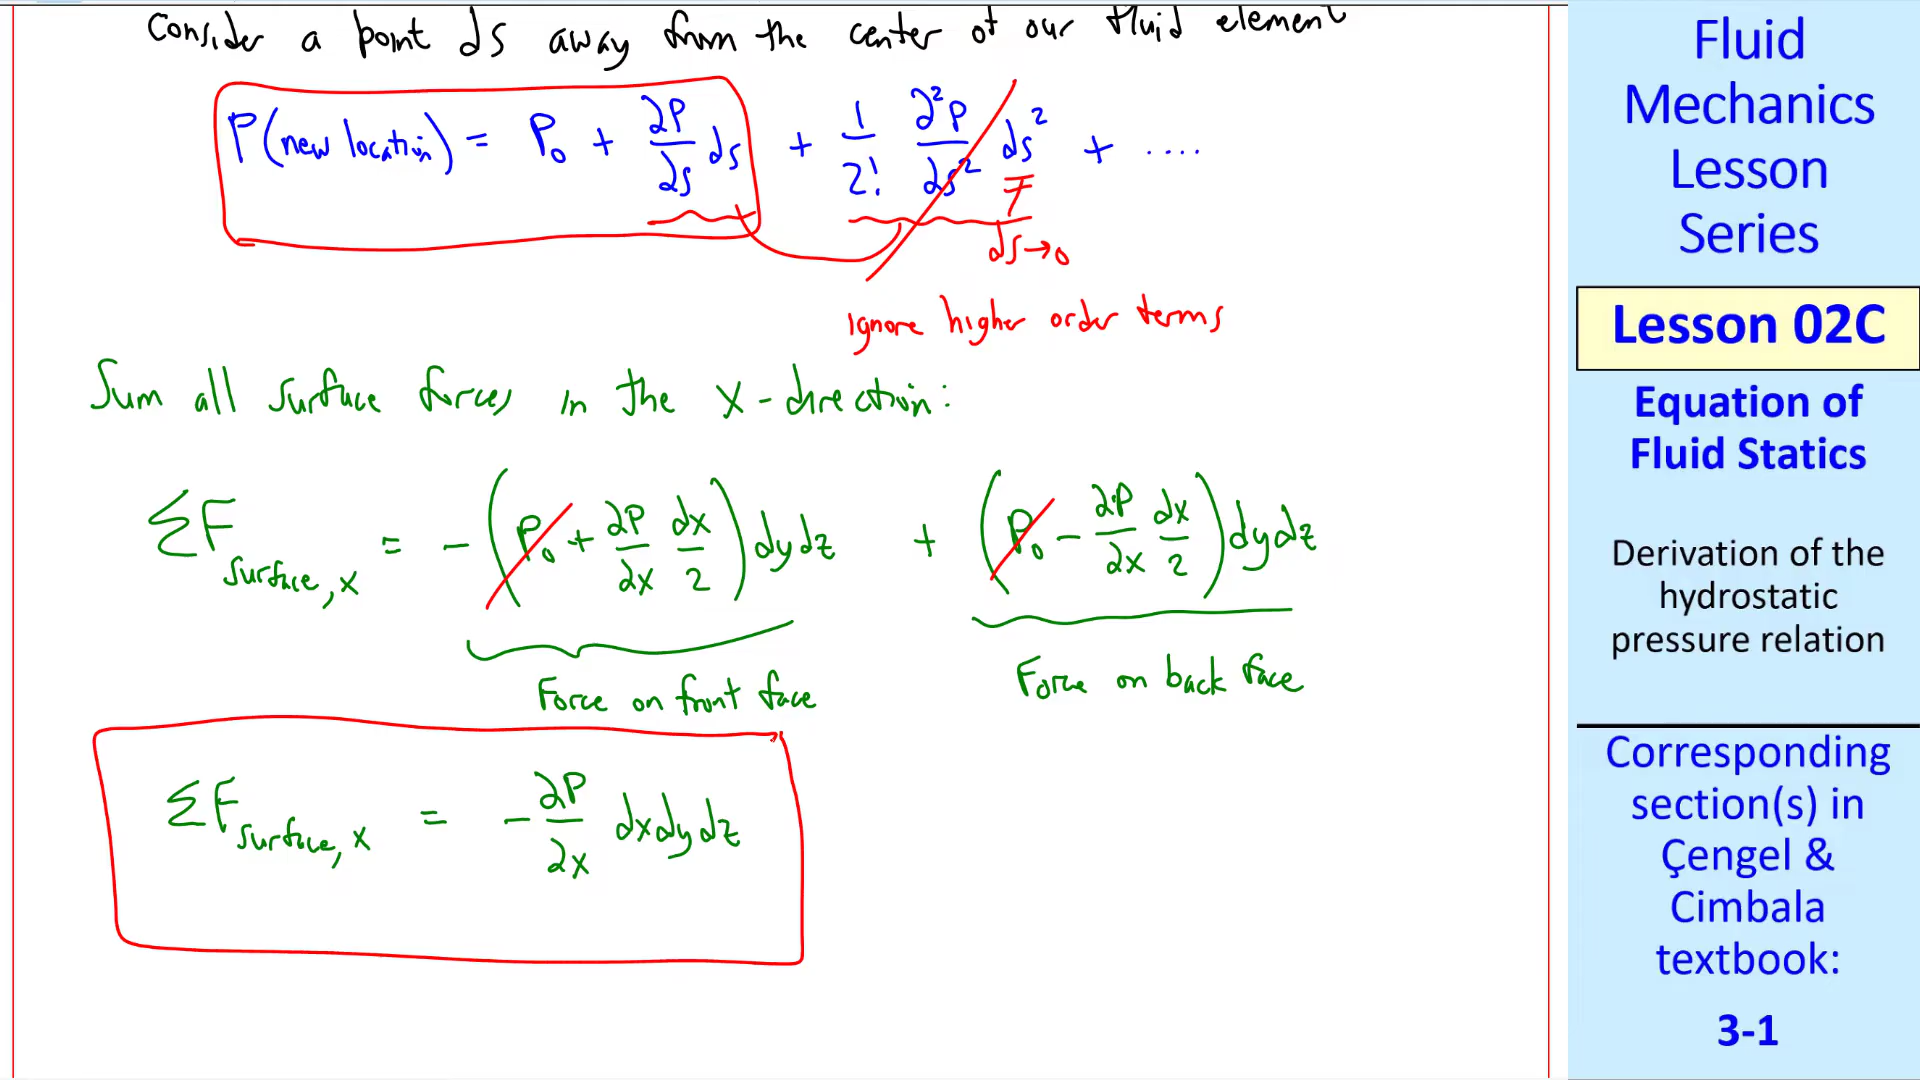 Consider a point ds away from the center of our fluid element
P(new location) = P₀ + ∂P/∂s ds + 1/2! ∂²P/∂s² ds² + ....
ds→0
ignore higher order terms
Sum all surface forces in the x-direction:
ΣF surface, x = -(P₀ + ∂P/∂x dx/2) dydz + (P₀ - ∂P/∂x dx/2) dydz
Force on front face
Force on back face
ΣF surface, x = - ∂P/∂x dxdydz
Fluid
Mechanics
Lesson
Series
Lesson 02C
Equation of
Fluid Statics
Derivation of the
hydrostatic
pressure relation
Corresponding
section(s) in
Çengel &
Cimbala
textbook:
3-1